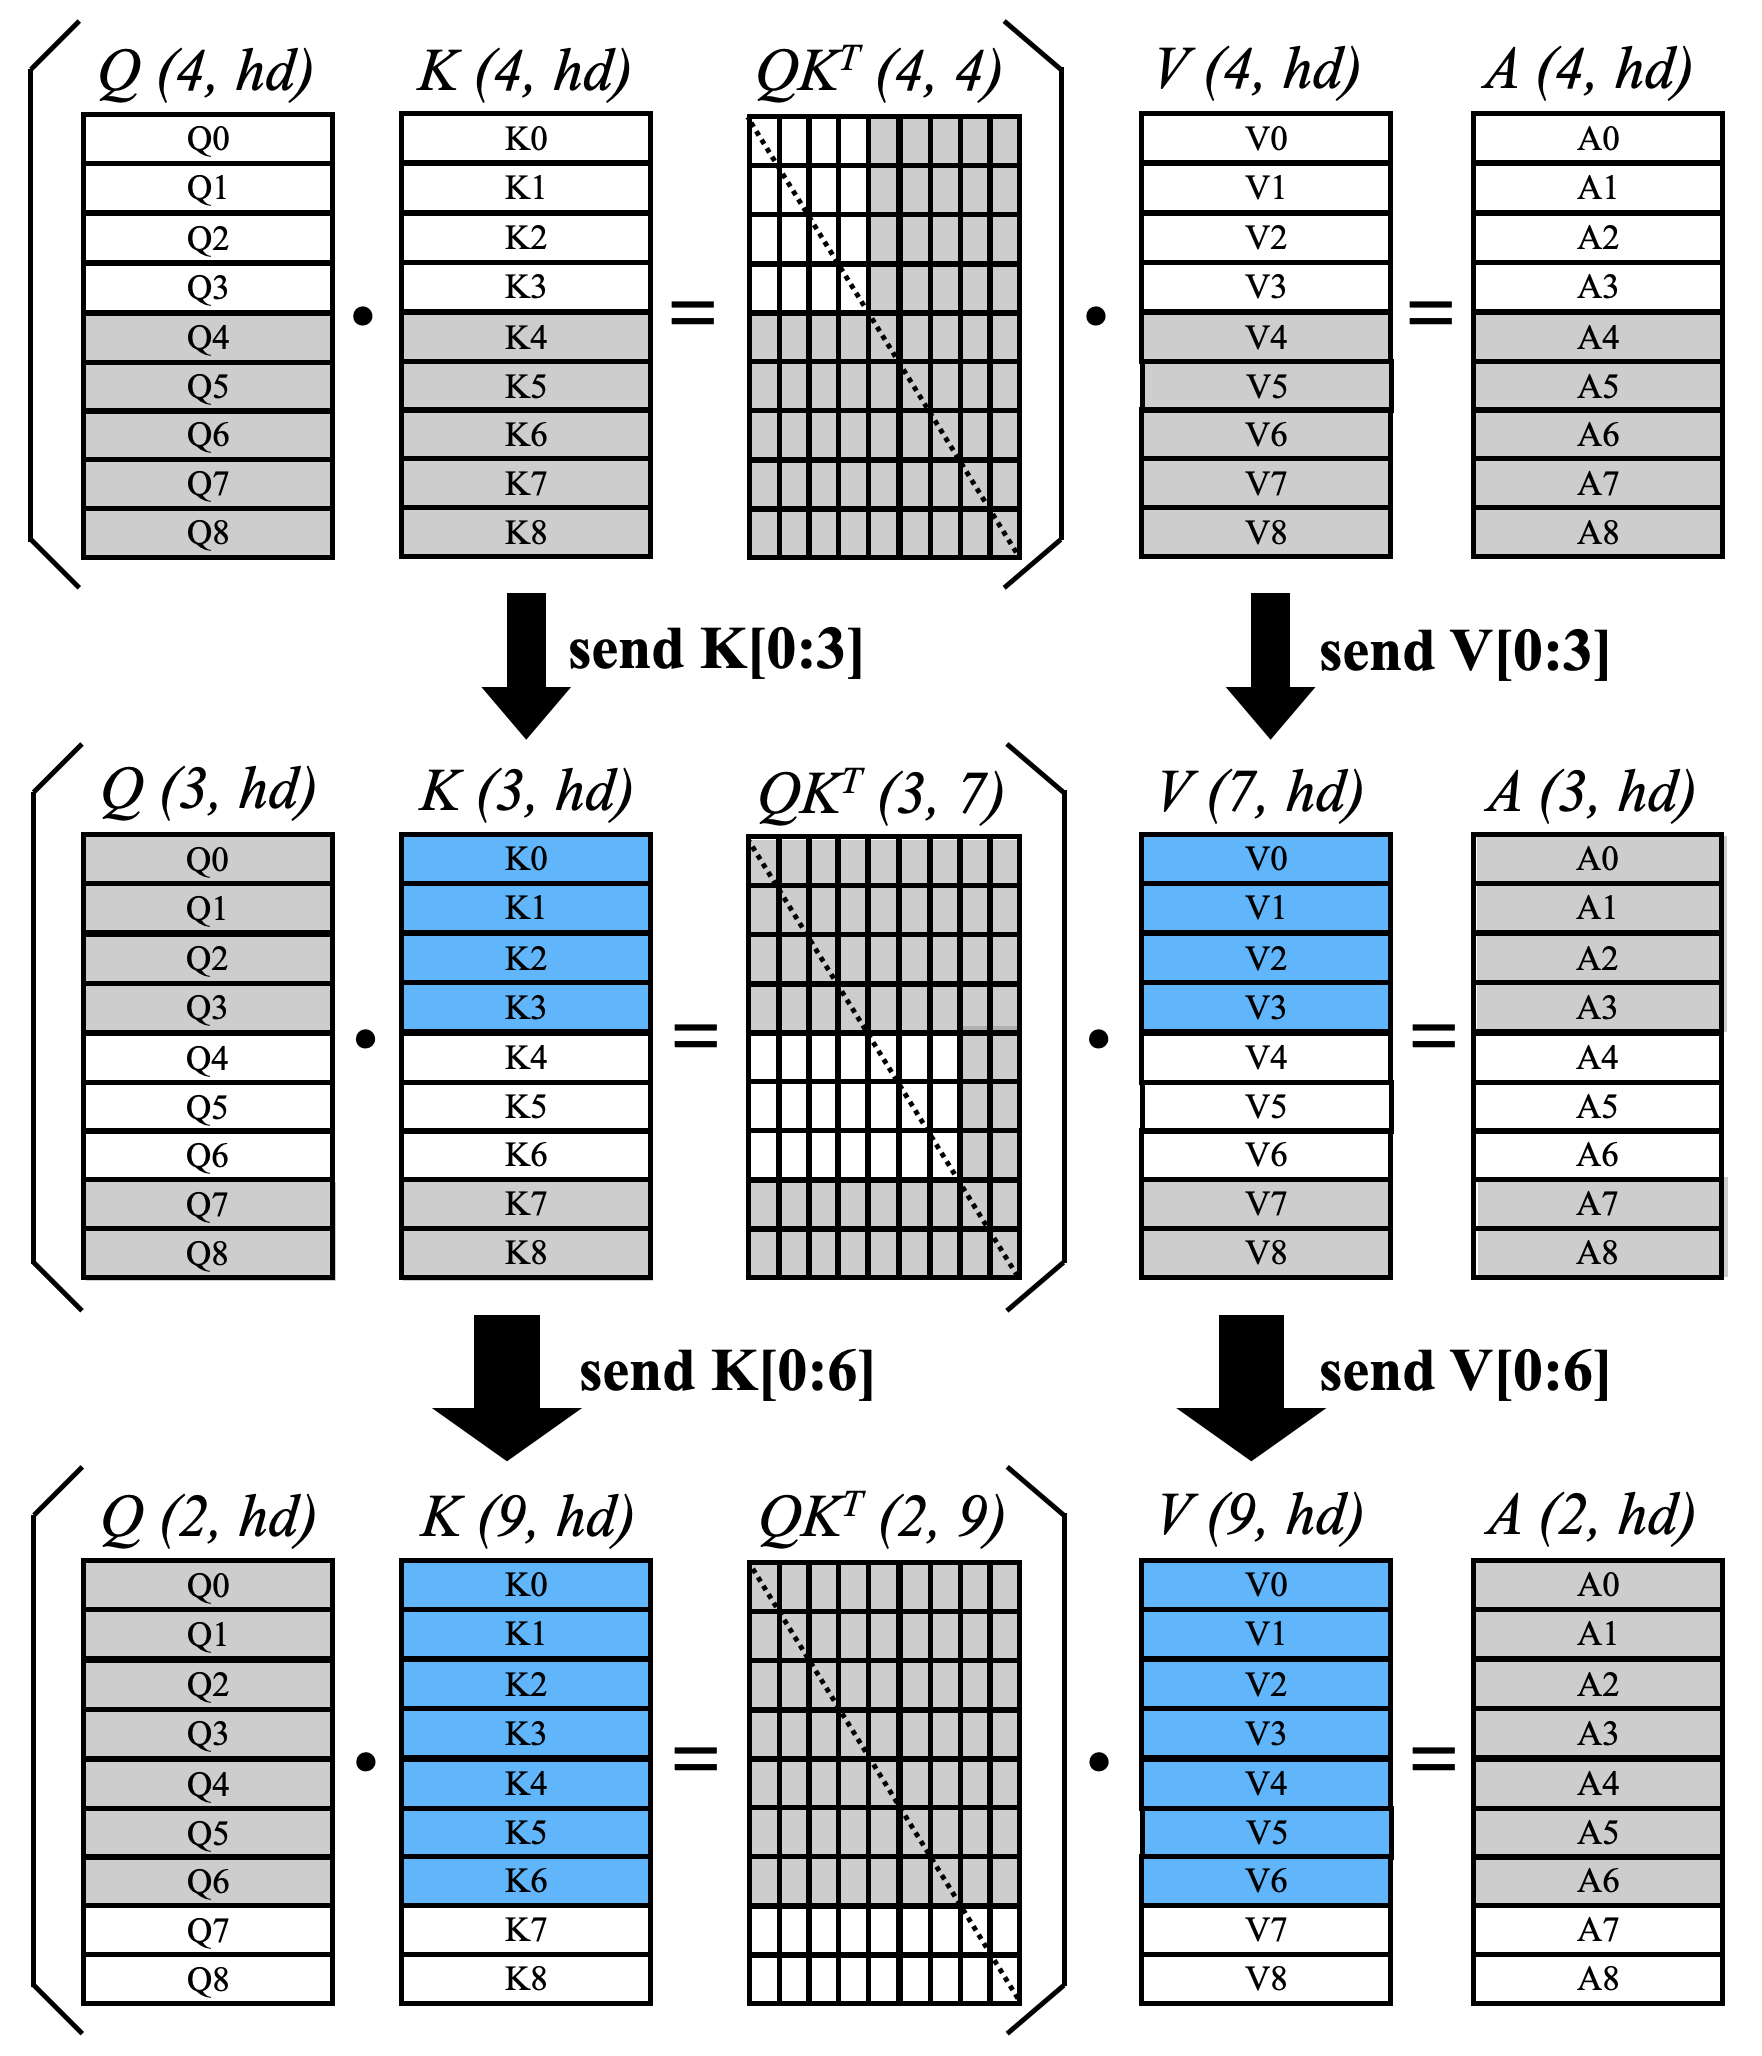 Q (4, hd) K (4, hd) QK^T (4, 4) V (4, hd) A (4, hd)
Q0 K0 V0 A0
Q1 K1 V1 A1
Q2 K2 V2 A2
Q3 K3 V3 A3
• = • =
Q4 K4 V4 A4
Q5 K5 V5 A5
Q6 K6 V6 A6
Q7 K7 V7 A7
Q8 K8 V8 A8
send K[0:3] send V[0:3]
Q (3, hd) K (3, hd) QK^T (3, 7) V (7, hd) A (3, hd)
Q0 K0 V0 A0
Q1 K1 V1 A1
Q2 K2 V2 A2
Q3 K3 V3 A3
• = • =
Q4 K4 V4 A4
Q5 K5 V5 A5
Q6 K6 V6 A6
Q7 K7 V7 A7
Q8 K8 V8 A8
send K[0:6] send V[0:6]
Q (2, hd) K (9, hd) QK^T (2, 9) V (9, hd) A (2, hd)
Q0 K0 V0 A0
Q1 K1 V1 A1
Q2 K2 V2 A2
Q3 K3 V3 A3
• = • =
Q4 K4 V4 A4
Q5 K5 V5 A5
Q6 K6 V6 A6
Q7 K7 V7 A7
Q8 K8 V8 A8